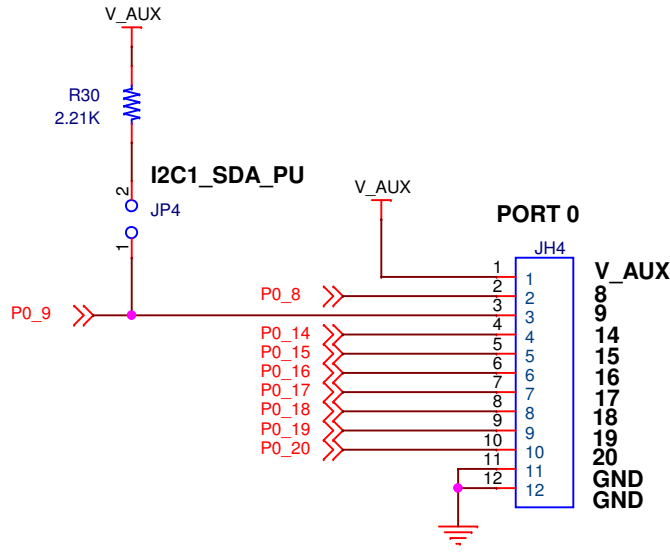 V_AUX
R30
2.21K
I2C1_SDA_PU
2
JP4
1
V_AUX
PORT 0
JH4
1 1 V_AUX
P0_8 2 2 8
P0_9 3 3 9
P0_14 4 4 14
P0_15 5 5 15
P0_16 6 6 16
P0_17 7 7 17
P0_18 8 8 18
P0_19 9 9 19
P0_20 10 10 20
11 11 GND
12 12 GND